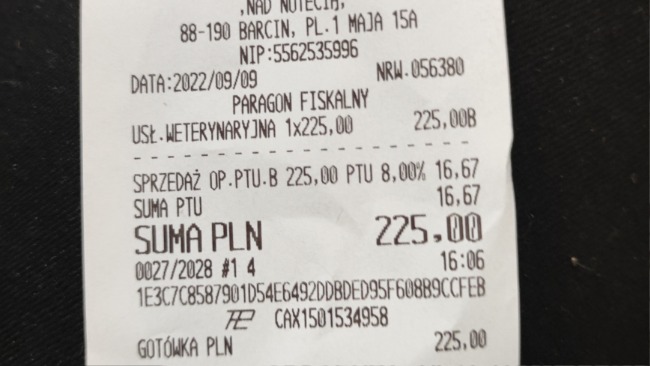 „NAD NOTECIĄ"
88-190 BARCIN, PL.1 MAJA 15A
NIP:5562535996
DATA:2022/09/09 NRW.056380
PARAGON FISKALNY
USŁ.WETERYNARYJNA 1x225,00 225,00B
SPRZEDAŻ OP.PTU.B 225,00 PTU 8,00% 16,67
SUMA PTU 16,67
SUMA PLN 225,00
0027/2028 #1 4 16:06
1E3C7C8587901D54E6492DDBDED95F608B9CCFEB
CAX1501534958
GOTÓWKA PLN 225,00